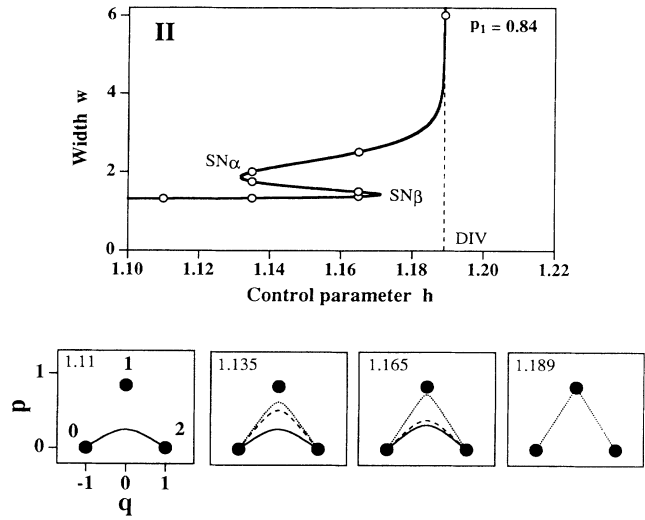 6
II
p1 = 0.84
4
Width w
SNα
2
SNβ
DIV
0
1.10 1.12 1.14 1.16 1.18 1.20 1.22
Control parameter h
1.11 1 1.135 1.165 1.189
1
p
0 2
0
-1 0 1
q